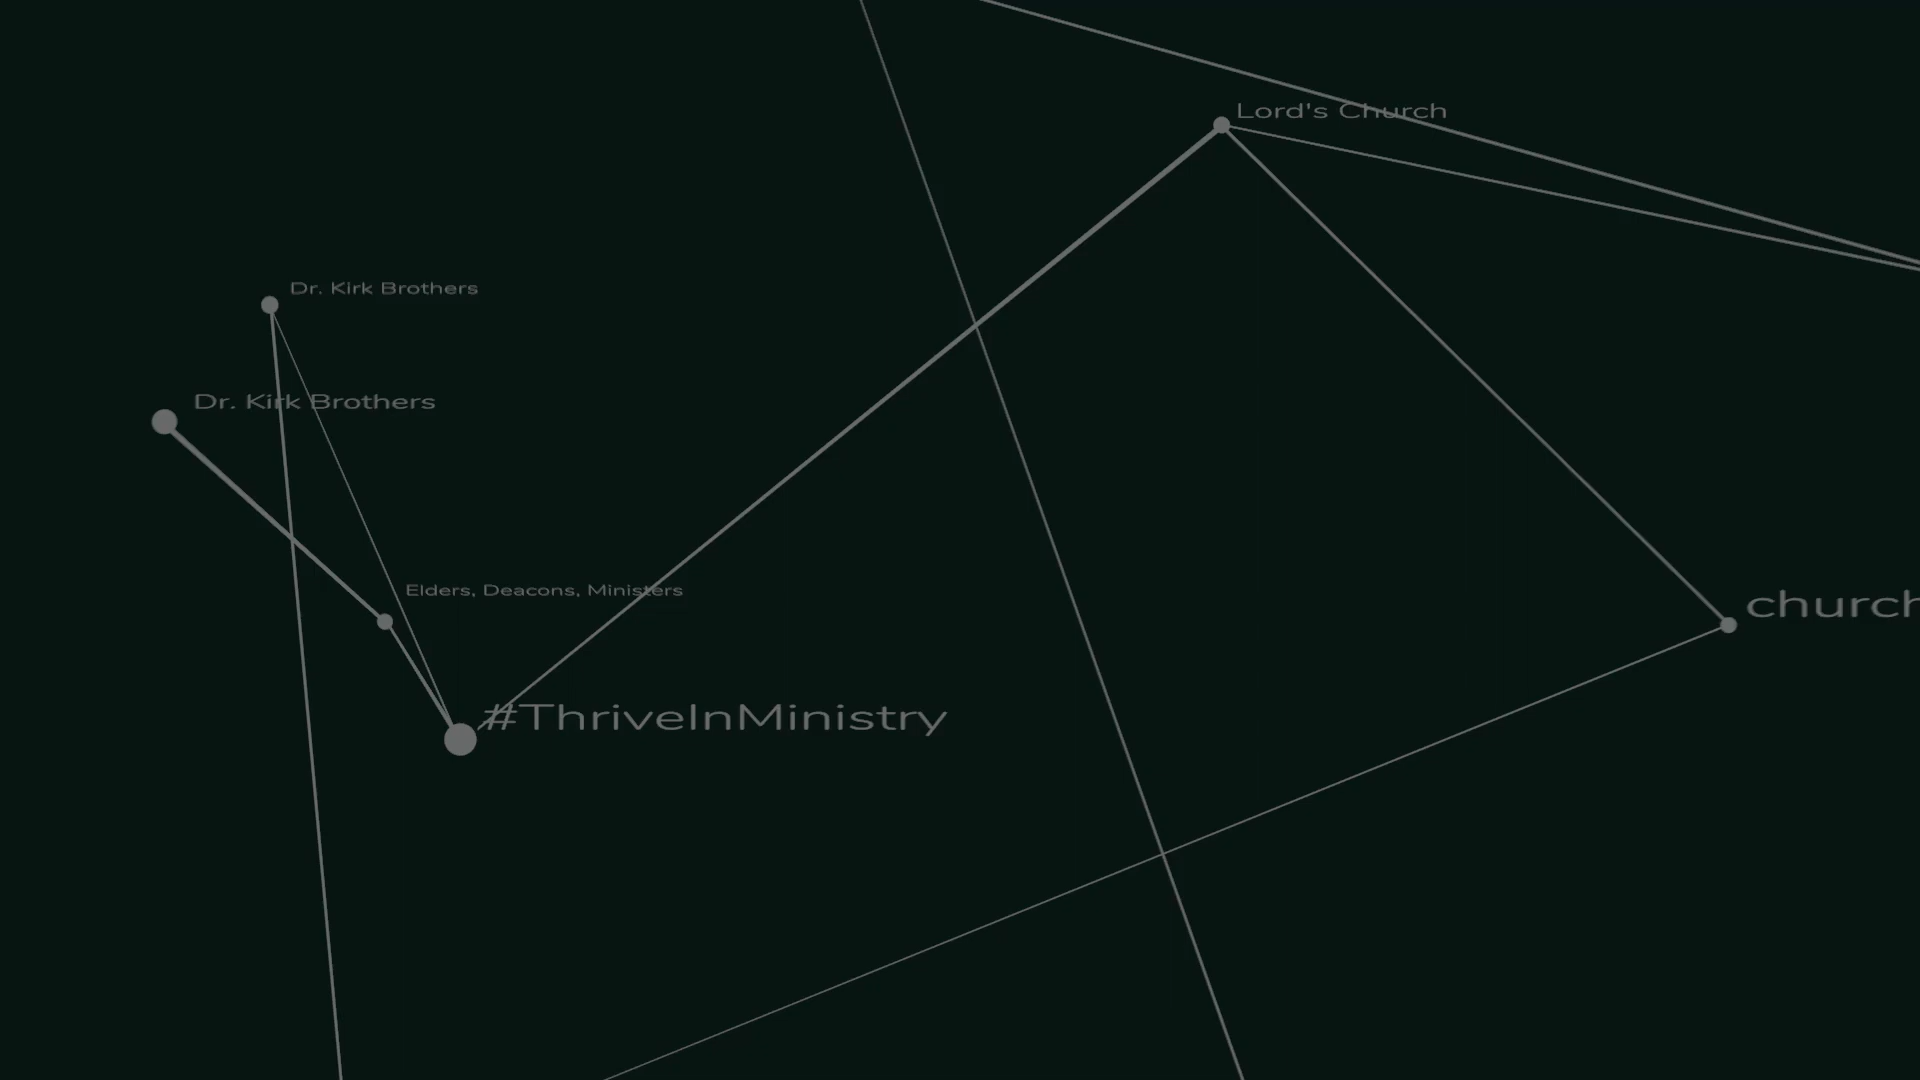 Lord's Church
Dr. Kirk Brothers
Dr. Kirk Brothers
Elders, Deacons, Ministers
church
#ThriveInMinistry